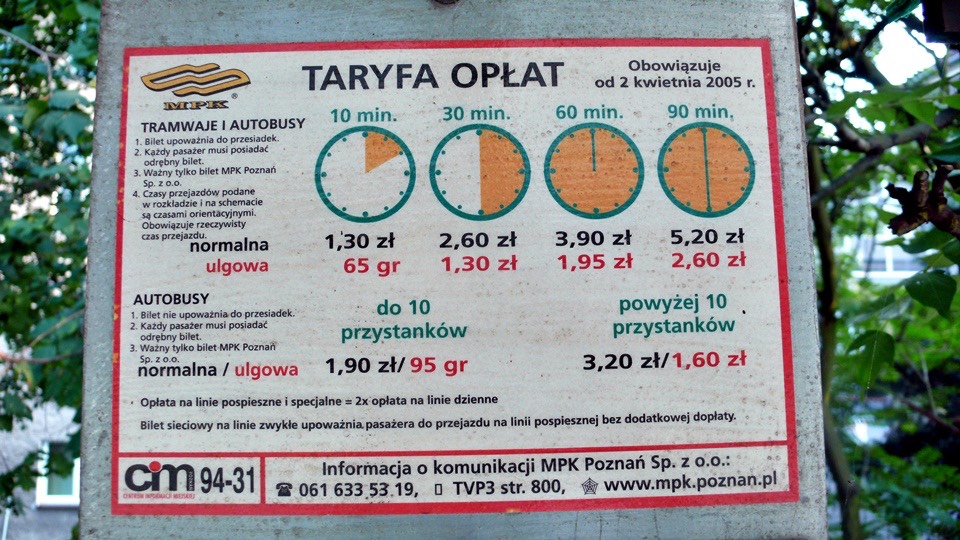 MPK®
TARYFA OPŁAT
Obowiązuje
od 2 kwietnia 2005 r.
TRAMWAJE I AUTOBUSY
1. Bilet upoważnia do przesiadek.
2. Każdy pasażer musi posiadać
odrębny bilet.
3. Ważny tylko bilet MPK Poznań
Sp. z o.o.
4. Czasy przejazdów podane
w rozkładzie i na schemacie
są czasami orientacyjnymi.
Obowiązuje rzeczywisty
czas przejazdu.
10 min. 30 min. 60 min. 90 min.
normalna 1,30 zł 2,60 zł 3,90 zł 5,20 zł
ulgowa 65 gr 1,30 zł 1,95 zł 2,60 zł
AUTOBUSY
1. Bilet nie upoważnia do przesiadek.
2. Każdy pasażer musi posiadać
odrębny bilet.
3. Ważny tylko bilet MPK Poznań
Sp. z o.o.
do 10
przystanków
powyżej 10
przystanków
normalna / ulgowa 1,90 zł/ 95 gr 3,20 zł/1,60 zł
Opłata na linie pospieszne i specjalne = 2x opłata na linie dzienne
Bilet sieciowy na linie zwykłe upoważnia pasażera do przejazdu na linii pospiesznej bez dodatkowej dopłaty.
cim 94-31
CENTRUM INFORMACJI MIEJSKIEJ
Informacja o komunikacji MPK Poznań Sp. z o.o.:
☎ 061 633 53 19, TVP3 str. 800, www.mpk.poznan.pl